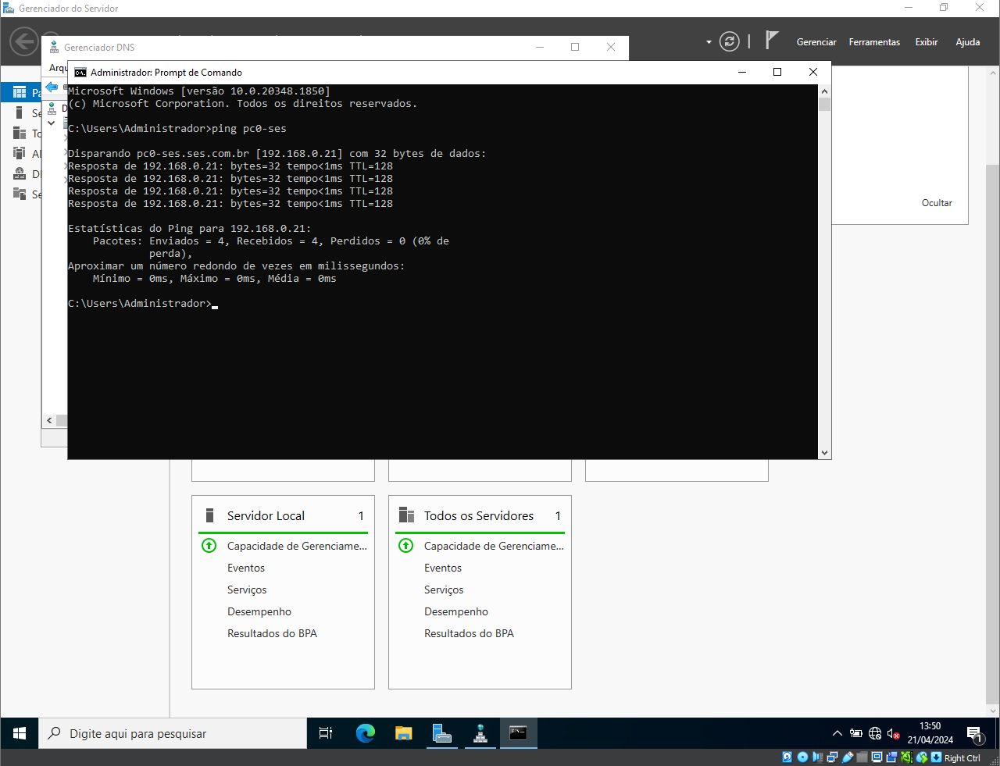 Gerenciador do Servidor
Gerenciar Ferramentas Exibir Ajuda
Gerenciador DNS
Arqu
Administrador: Prompt de Comando
Microsoft Windows [versão 10.0.20348.1850]
(c) Microsoft Corporation. Todos os direitos reservados.
C:\Users\Administrador>ping pc0-ses
Disparando pc0-ses.ses.com.br [192.168.0.21] com 32 bytes de dados:
Resposta de 192.168.0.21: bytes=32 tempo<1ms TTL=128
Resposta de 192.168.0.21: bytes=32 tempo<1ms TTL=128
Resposta de 192.168.0.21: bytes=32 tempo<1ms TTL=128
Resposta de 192.168.0.21: bytes=32 tempo<1ms TTL=128
Estatísticas do Ping para 192.168.0.21:
Pacotes: Enviados = 4, Recebidos = 4, Perdidos = 0 (0% de
perda),
Aproximar um número redondo de vezes em milissegundos:
Mínimo = 0ms, Máximo = 0ms, Média = 0ms
C:\Users\Administrador>
Pa
Se
To
AD
D
Se
D
Ocultar
Servidor Local 1
Capacidade de Gerenciame...
Eventos
Serviços
Desempenho
Resultados do BPA
Todos os Servidores 1
Capacidade de Gerenciame...
Eventos
Serviços
Desempenho
Resultados do BPA
Digite aqui para pesquisar
13:50
21/04/2024
1
Right Ctrl